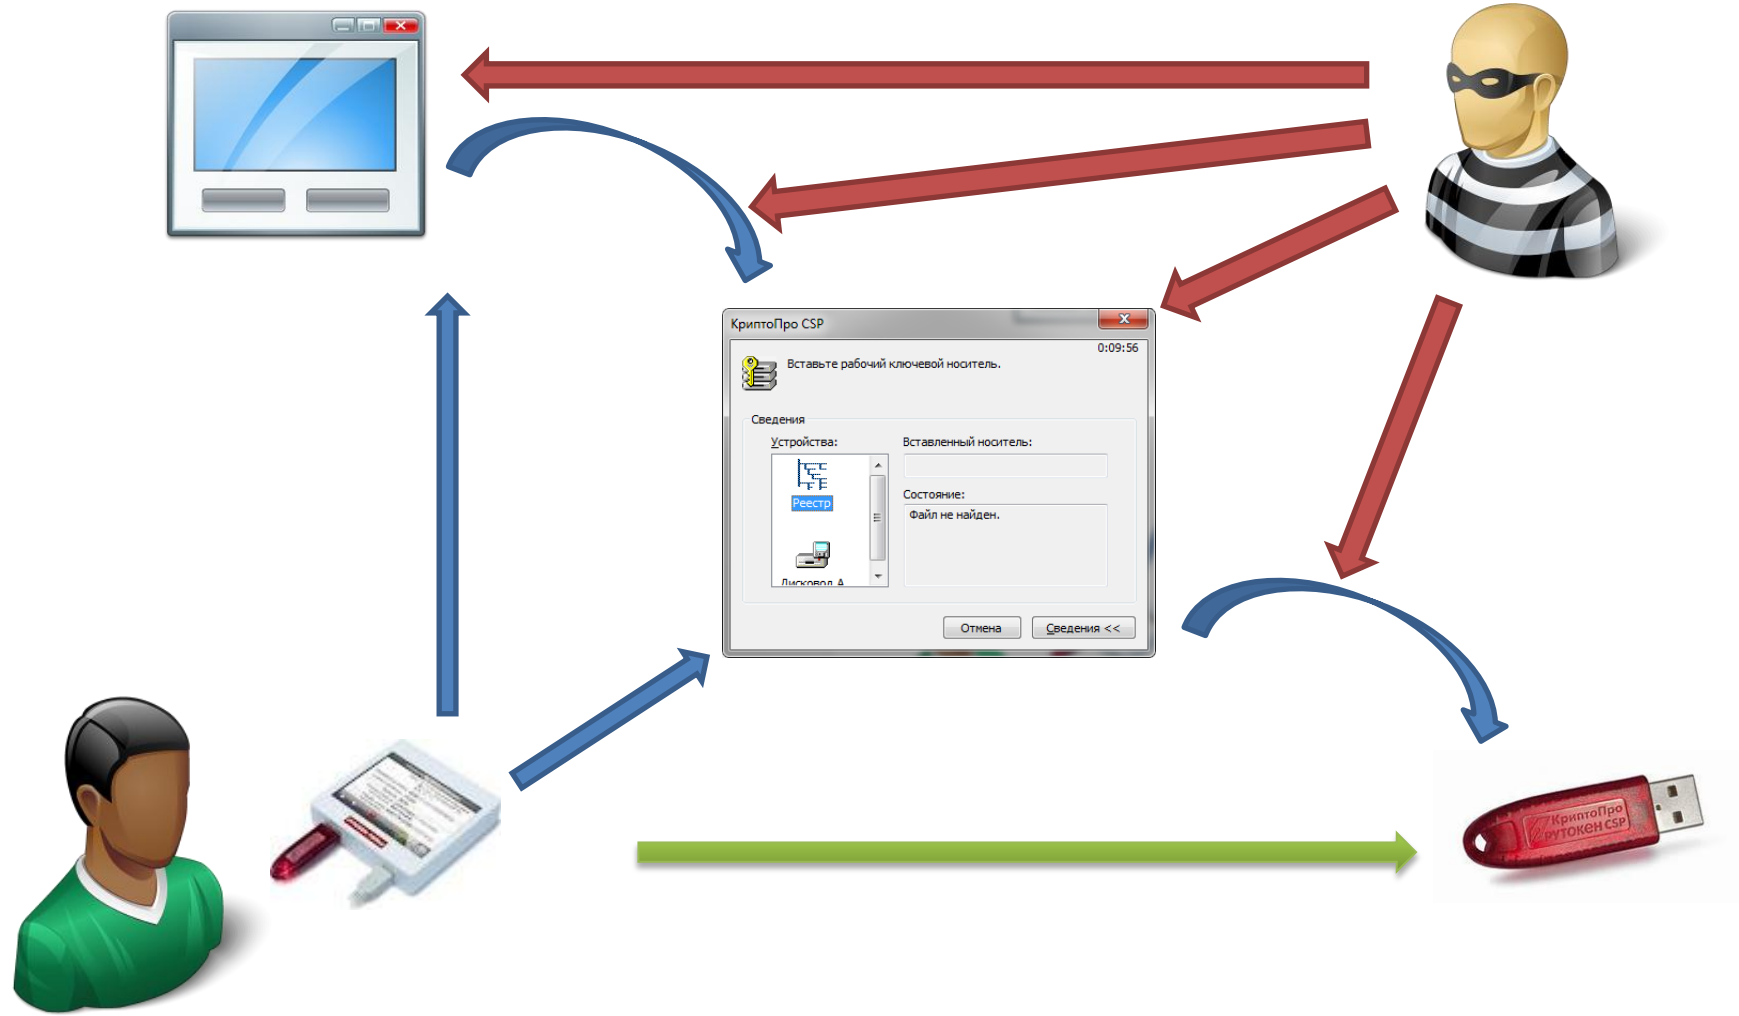 КриптоПро CSP
0:09:56
Вставьте рабочий ключевой носитель.
Сведения
Устройства:
Вставленный носитель:
Реестр
Состояние:
Файл не найден.
Дисковод A
Отмена
Сведения <<
КриптоПро
РУТОКЕН CSP